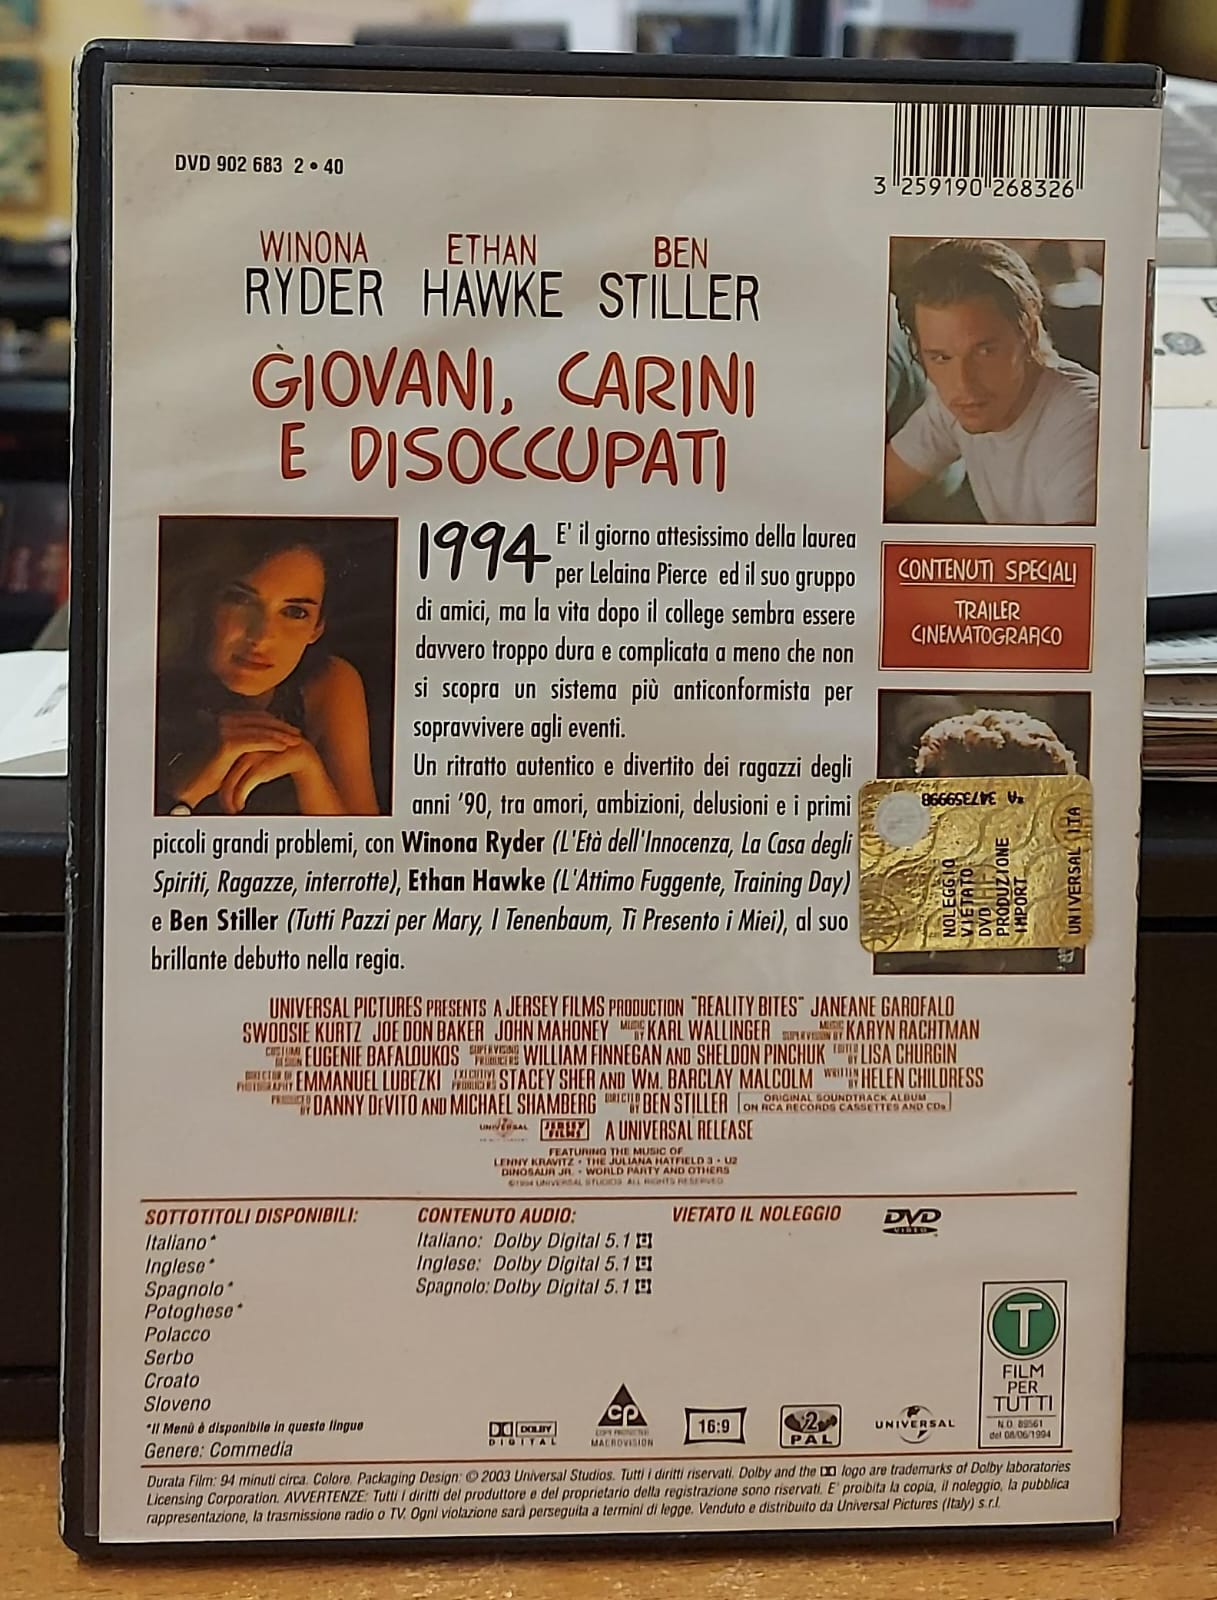 DVD 902 683 2 • 40
3 259190 268326
WINONA ETHAN BEN
RYDER HAWKE STILLER
GIOVANI, CARINI
E DISOCCUPATI
1994 E' il giorno attesissimo della laurea
per Lelaina Pierce ed il suo gruppo
di amici, ma la vita dopo il college sembra essere
davvero troppo dura e complicata a meno che non
si scopra un sistema più anticonformista per
sopravvivere agli eventi.
Un ritratto autentico e divertito dei ragazzi degli
anni '90, tra amori, ambizioni, delusioni e i primi
piccoli grandi problemi, con Winona Ryder (L'Età dell'Innocenza, La Casa degli
Spiriti, Ragazze, interrotte), Ethan Hawke (L'Attimo Fuggente, Training Day)
e Ben Stiller (Tutti Pazzi per Mary, I Tenenbaum, Ti Presento i Miei), al suo
brillante debutto nella regia.
CONTENUTI SPECIALI
TRAILER
CINEMATOGRAFICO
NOLEGGIO
VIETATO
DVD
PRODUZIONE
IMPORT
UNIVERSAL ITA
UNIVERSAL PICTURES PRESENTS A JERSEY FILMS PRODUCTION "REALITY BITES" JANEANE GAROFALO
SWOOSIE KURTZ JOE DON BAKER JOHN MAHONEY MUSIC BY KARL WALLINGER MUSIC SUPERVISION BY KARYN RACHTMAN
COSTUME DESIGN EUGENIE BAFALOUKOS SUPERVISING PRODUCERS WILLIAM FINNEGAN AND SHELDON PINCHUK EDITED BY LISA CHURGIN
DIRECTOR OF PHOTOGRAPHY EMMANUEL LUBEZKI EXECUTIVE PRODUCERS STACEY SHER AND WM. BARCLAY MALCOLM WRITTEN BY HELEN CHILDRESS
PRODUCED BY DANNY DEVITO AND MICHAEL SHAMBERG DIRECTED BY BEN STILLER ORIGINAL SOUNDTRACK ALBUM
ON RCA RECORDS CASSETTES AND CDs
UNIVERSAL JERSEY FILMS A UNIVERSAL RELEASE
FEATURING THE MUSIC OF
LENNY KRAVITZ • THE JULIANA HATFIELD 3 • U2
DINOSAUR JR. • WORLD PARTY AND OTHERS
©1994 UNIVERSAL STUDIOS. ALL RIGHTS RESERVED.
SOTTOTITOLI DISPONIBILI:
Italiano*
Inglese*
Spagnolo*
Potoghese*
Polacco
Serbo
Croato
Sloveno
*Il Menù è disponibile in queste lingue
Genere: Commedia
CONTENUTO AUDIO:
Italiano: Dolby Digital 5.1
Inglese: Dolby Digital 5.1
Spagnolo: Dolby Digital 5.1
VIETATO IL NOLEGGIO
DVD
VIDEO
DOLBY
DIGITAL
CP
COPY PROTECTED
MACROVISION
16:9
2
PAL
UNIVERSAL
T
FILM
PER
TUTTI
N.O. 89561
del 08/06/1994
Durata Film: 94 minuti circa. Colore. Packaging Design: © 2003 Universal Studios. Tutti i diritti riservati. Dolby and the logo are trademarks of Dolby laboratories
Licensing Corporation. AVVERTENZE: Tutti i diritti del produttore e del proprietario della registrazione sono riservati. E' proibita la copia, il noleggio, la pubblica
rappresentazione, la trasmissione radio o TV. Ogni violazione sarà perseguita a termini di legge. Venduto e distribuito da Universal Pictures (Italy) s.r.l.